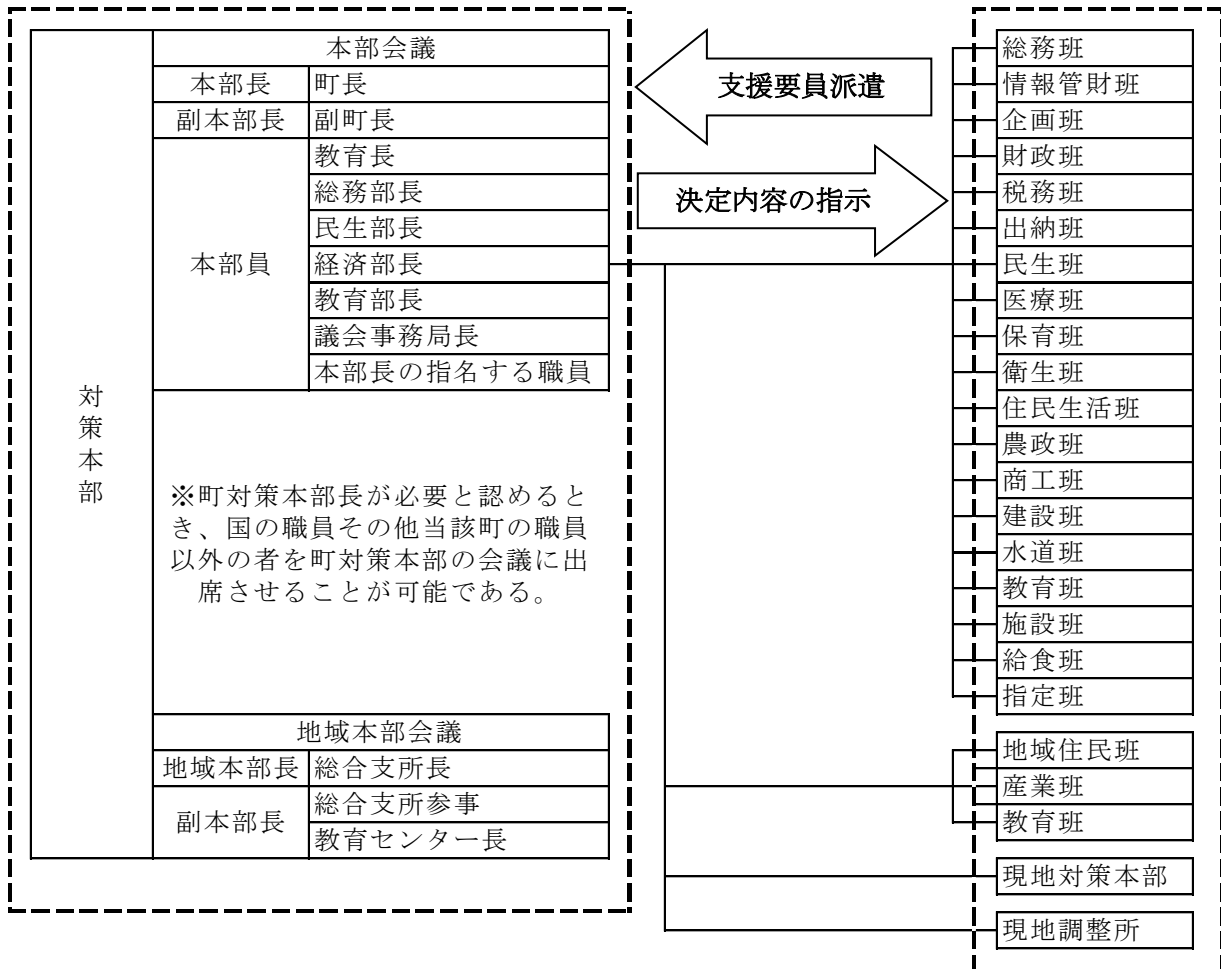 対策本部
本部会議
本部長 町長
副本部長 副町長
本部員
教育長
総務部長
民生部長
経済部長
教育部長
議会事務局長
本部長の指名する職員
※町対策本部長が必要と認めると
き、国の職員その他当該町の職員
以外の者を町対策本部の会議に出
席させることが可能である。
地域本部会議
地域本部長 総合支所長
副本部長
総合支所参事
教育センター長
支援要員派遣
決定内容の指示
総務班
情報管財班
企画班
財政班
税務班
出納班
民生班
医療班
保育班
衛生班
住民生活班
農政班
商工班
建設班
水道班
教育班
施設班
給食班
指定班
地域住民班
産業班
教育班
現地対策本部
現地調整所